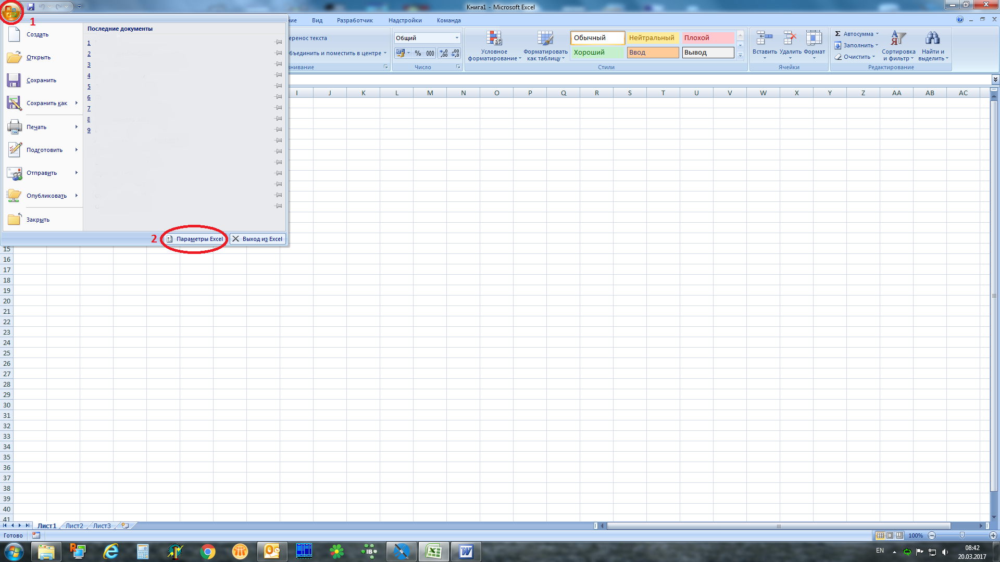 Книга1 - Microsoft Excel
1
ние Вид Разработчик Надстройки Команда
Создать
Открыть
Сохранить
Сохранить как
Печать
Подготовить
Отправить
Опубликовать
Закрыть
Последние документы
1
2
3
4
5
6
7
8
9
2
Параметры Excel
Выход из Excel
еренос текста
бъединить и поместить в центре
внивание
Общий
% 000 ,00 ,00
Число
Условное форматирование
Форматировать как таблицу
Обычный Нейтральный Плохой
Хороший Ввод Вывод
Стили
Вставить Удалить Формат
Ячейки
Σ Автосумма
Заполнить
Очистить
Сортировка и фильтр
Найти и выделить
Редактирование
I J K L M N O P Q R S T U V W X Y Z AA AB AC
15
16
17
18
19
20
21
22
23
24
25
26
27
28
29
30
31
32
33
34
35
36
37
38
39
40
41
Лист1 Лист2 Лист3
Готово
100%
EN
08:42
20.03.2017